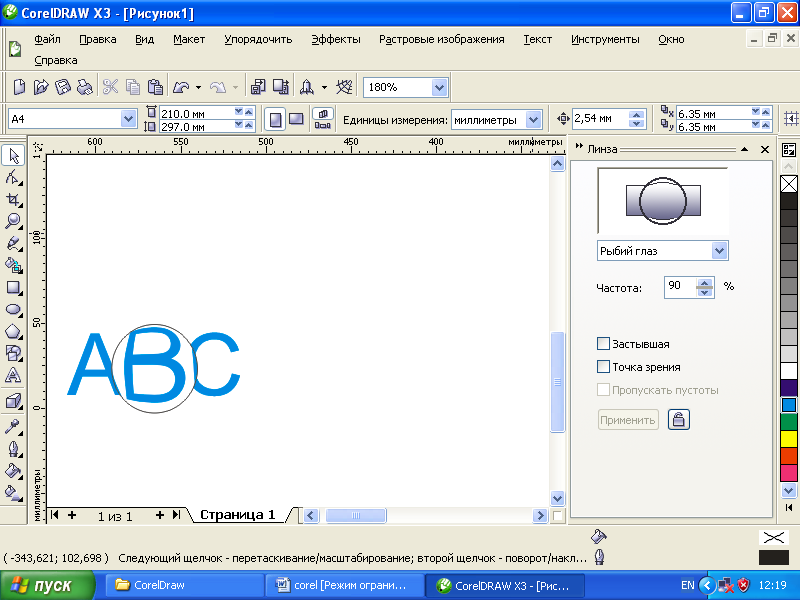 CorelDRAW X3 - [Рисунок1]
Файл Правка Вид Макет Упорядочить Эффекты Растровые изображения Текст Инструменты Окно
Справка
180%
A4 210.0 мм 297.0 мм Единицы измерения: миллиметры 2,54 мм 6.35 мм 6.35 мм
600 550 500 450 400 миллиметры
Линза
100
50
0
миллиметры
ABC
Рыбий глаз
Частота: 90 %
Застывшая
Точка зрения
Пропускать пустоты
Применить
1 из 1 Страница 1
( -343,621; 102,698 ) Следующий щелчок - перетаскивание/масштабирование; второй щелчок - поворот/накл...
пуск CorelDraw corel [Режим ограни... CorelDRAW X3 - [Рис... EN 12:19